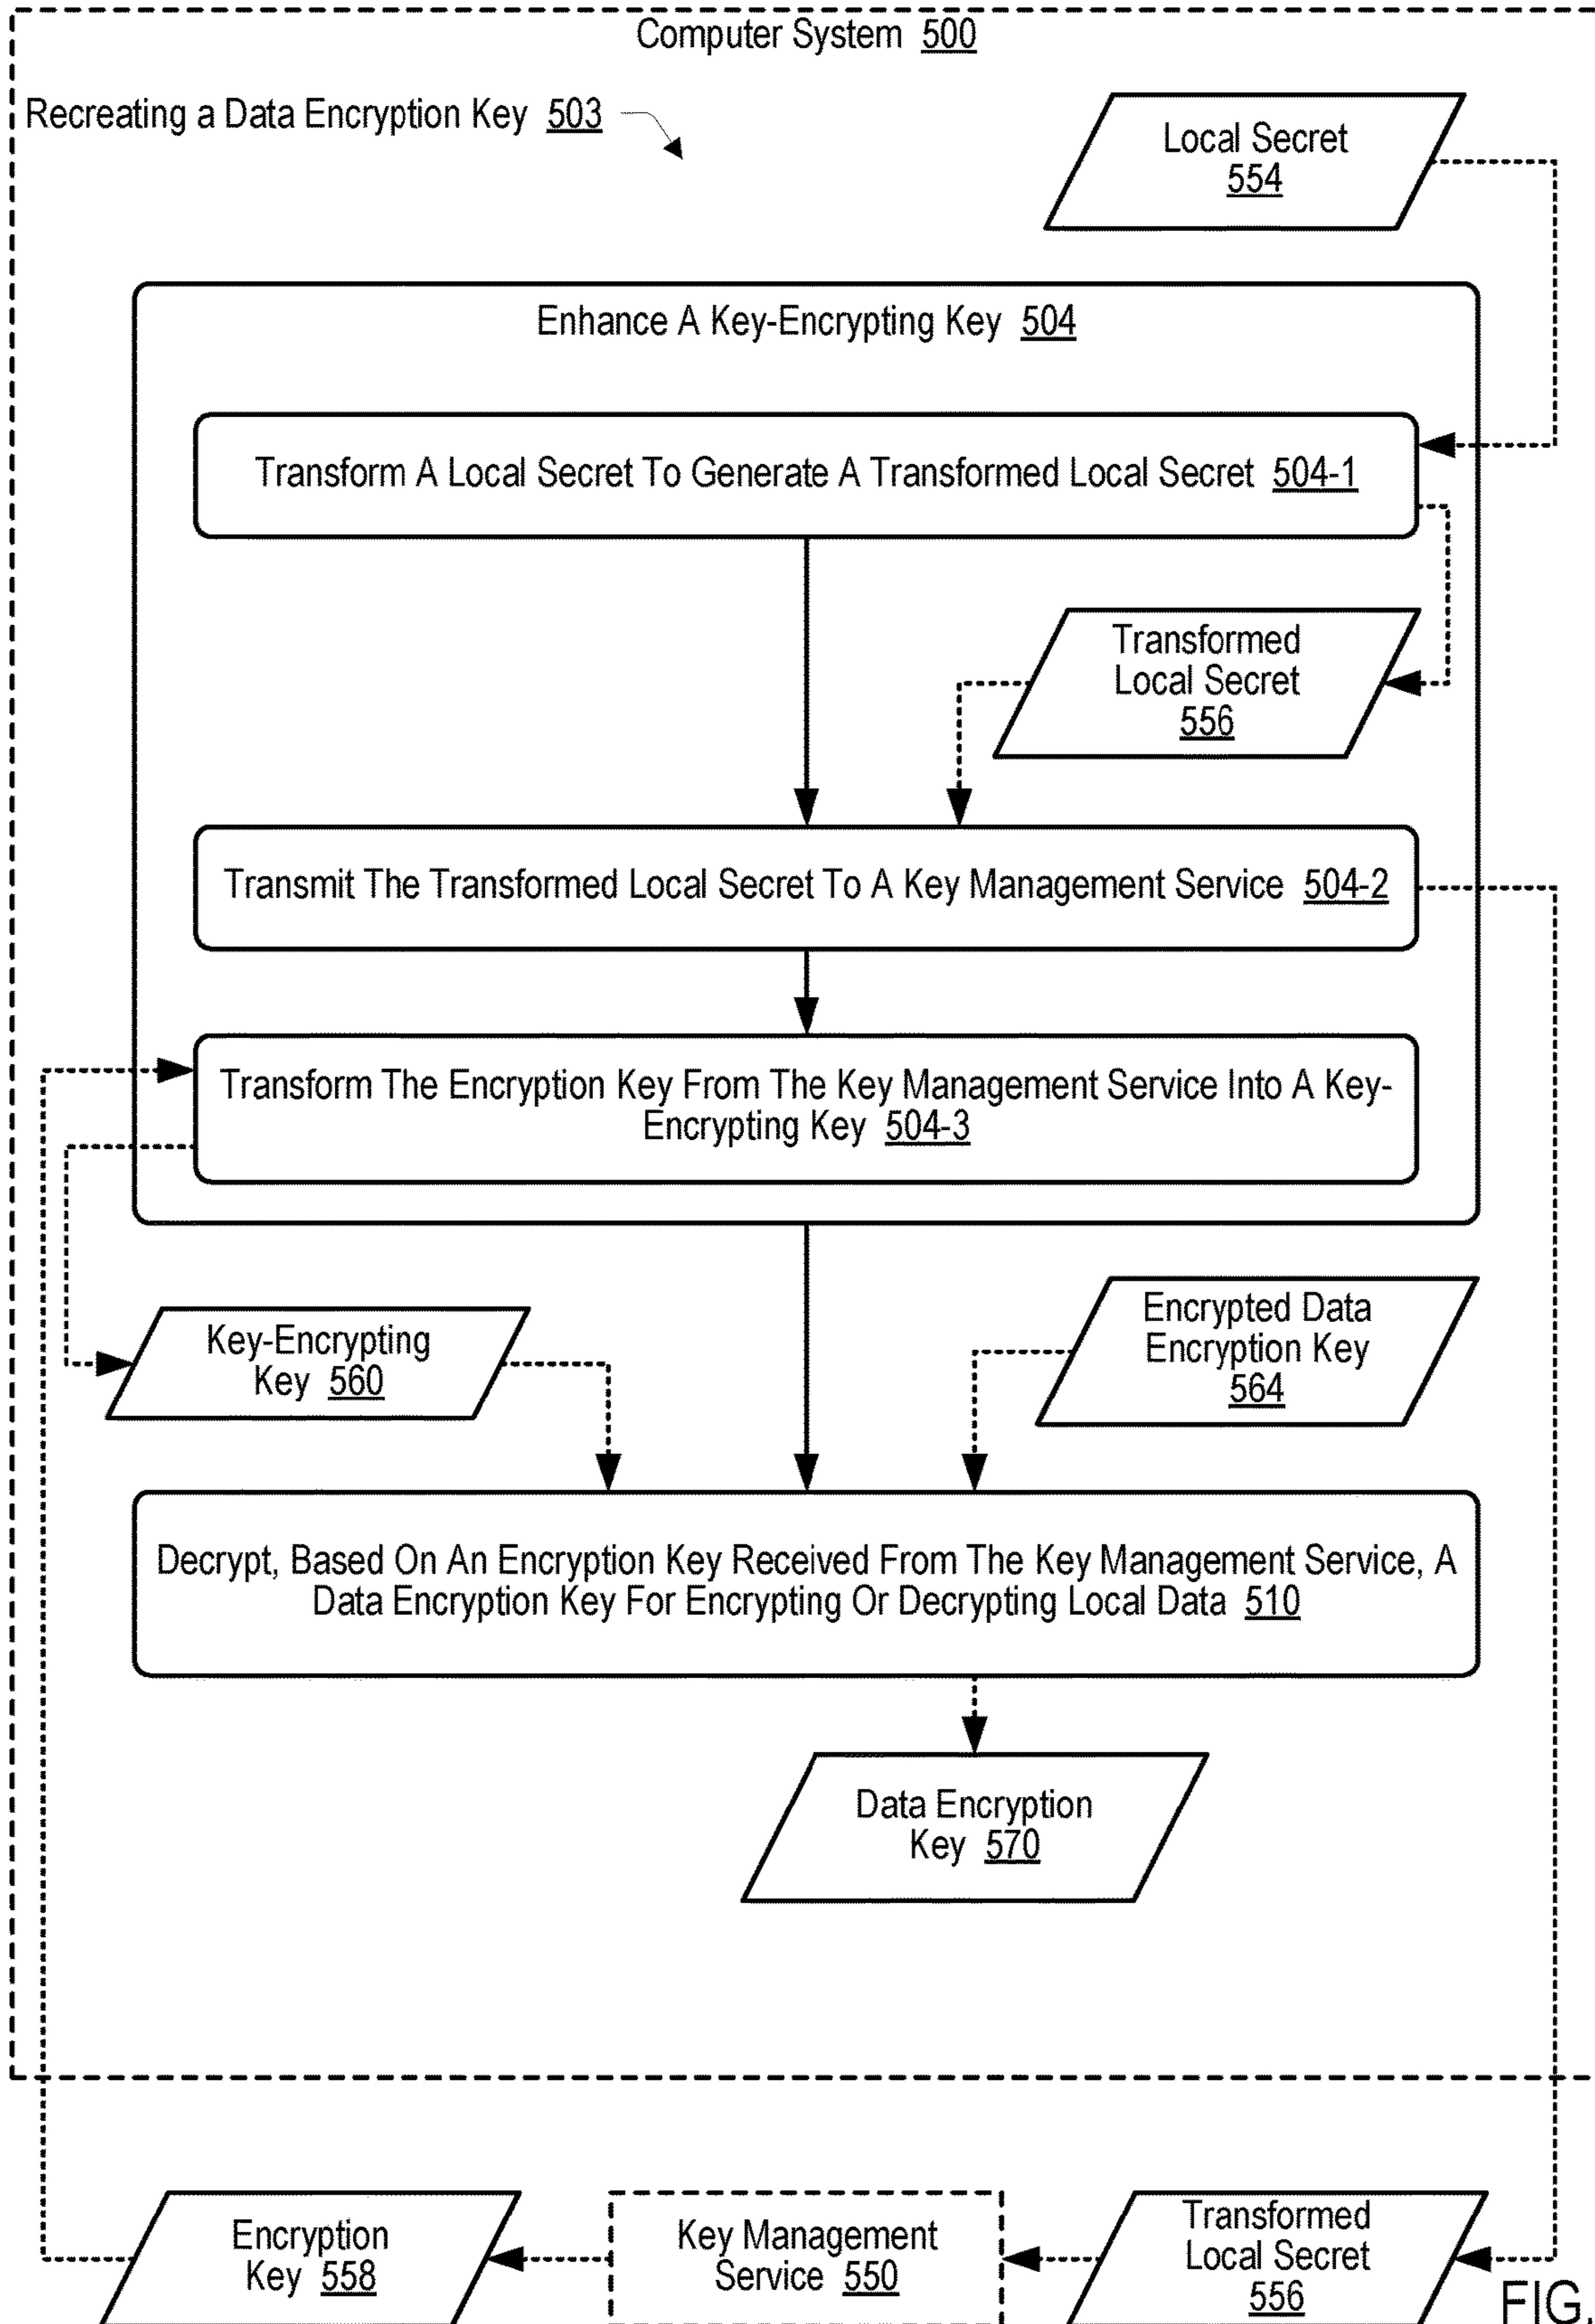 Computer System 500
Recreating a Data Encryption Key 503
Local Secret
554
Enhance A Key-Encrypting Key 504
Transform A Local Secret To Generate A Transformed Local Secret 504-1
Transformed
Local Secret
556
Transmit The Transformed Local Secret To A Key Management Service 504-2
Transform The Encryption Key From The Key Management Service Into A Key-
Encrypting Key 504-3
Key-Encrypting
Key 560
Encrypted Data
Encryption Key
564
Decrypt, Based On An Encryption Key Received From The Key Management Service, A
Data Encryption Key For Encrypting Or Decrypting Local Data 510
Data Encryption
Key 570
Encryption
Key 558
Key Management
Service 550
Transformed
Local Secret
556
FIG.